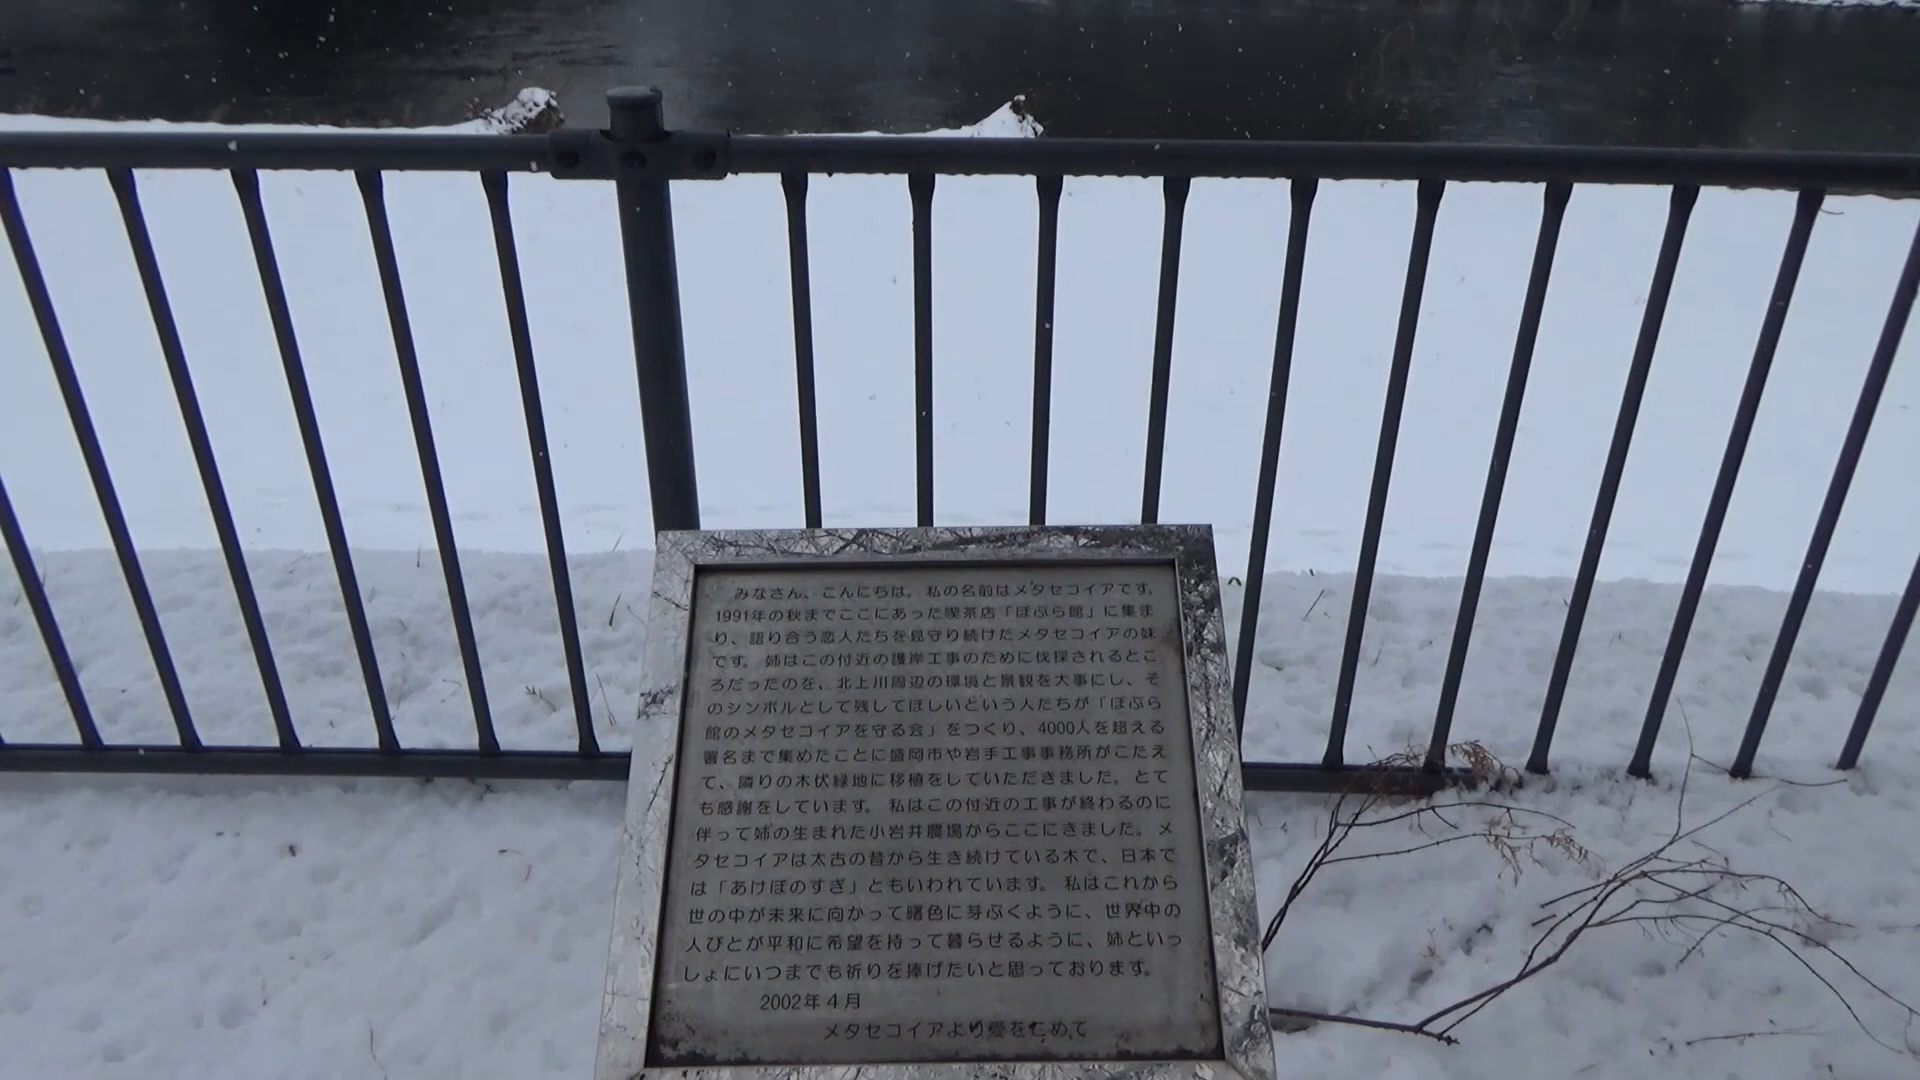 みなさん、こんにちは。私の名前はメタセコイアです。
1991年の秋までここにあった喫茶店「ぽぷら館」に集ま
り、語り合う恋人たちを見守り続けたメタセコイアの妹
です。 姉はこの付近の護岸工事のために伐採されるとこ
ろだったのを、北上川周辺の環境と景観を大事にし、そ
のシンボルとして残してほしいという人たちが「ぽぷら
館のメタセコイアを守る会」をつくり、4000人を超える
署名まで集めたことに盛岡市や岩手工事事務所がこたえ
て、隣りの木伏緑地に移植をしていただきました。とて
も感謝をしています。 私はこの付近の工事が終わるのに
伴って姉の生まれた小岩井農場からここにきました。メ
タセコイアは太古の昔から生き続けている木で、日本で
は「あけぼのすぎ」ともいわれています。 私はこれから
世の中が未来に向かって曙色に芽ぶくように、世界中の
人びとが平和に希望を持って暮らせるように、姉といっ
しょにいつまでも祈りを捧げたいと思っております。
2002年4月
メタセコイアより愛をこめて